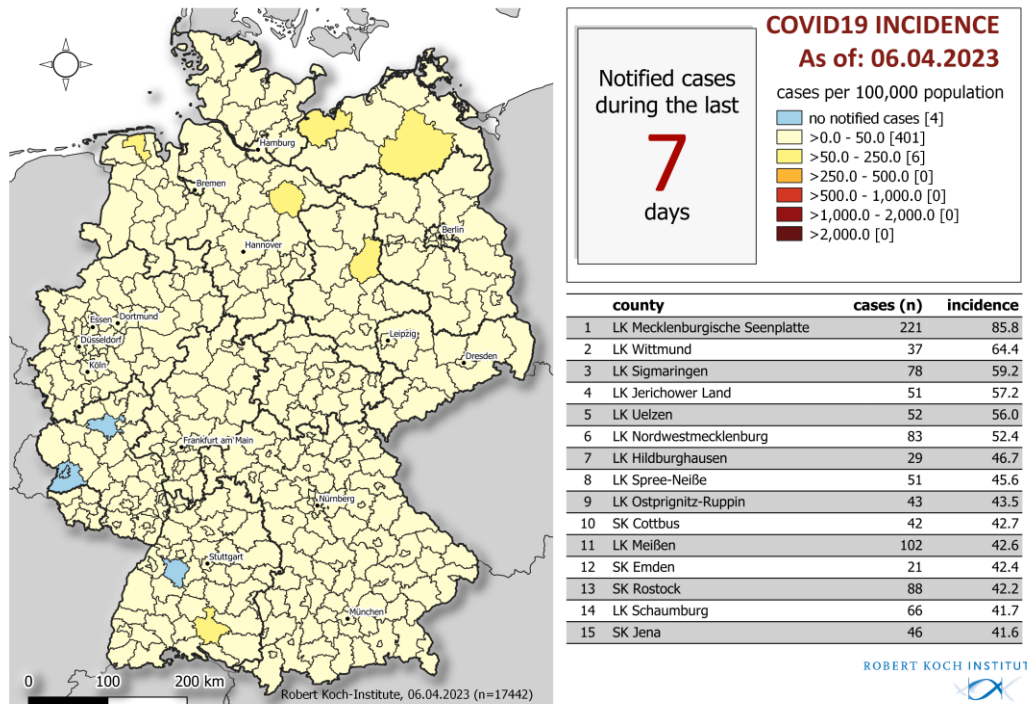 Hamburg
Bremen
Berlin
Hannover
Essen
Dortmund
Düsseldorf
Leipzig
Köln
Dresden
Frankfurt am Main
Nürnberg
Stuttgart
München
0 100 200 km
Robert Koch-Institute, 06.04.2023 (n=17442)
COVID19 INCIDENCE
As of: 06.04.2023
Notified cases
during the last
7
days
cases per 100,000 population
no notified cases [4]
>0.0 - 50.0 [401]
>50.0 - 250.0 [6]
>250.0 - 500.0 [0]
>500.0 - 1,000.0 [0]
>1,000.0 - 2,000.0 [0]
>2,000.0 [0]
county cases (n) incidence
1 LK Mecklenburgische Seenplatte 221 85.8
2 LK Wittmund 37 64.4
3 LK Sigmaringen 78 59.2
4 LK Jerichower Land 51 57.2
5 LK Uelzen 52 56.0
6 LK Nordwestmecklenburg 83 52.4
7 LK Hildburghausen 29 46.7
8 LK Spree-Neiße 51 45.6
9 LK Ostprignitz-Ruppin 43 43.5
10 SK Cottbus 42 42.7
11 LK Meißen 102 42.6
12 SK Emden 21 42.4
13 SK Rostock 88 42.2
14 LK Schaumburg 66 41.7
15 SK Jena 46 41.6
ROBERT KOCH INSTITUT